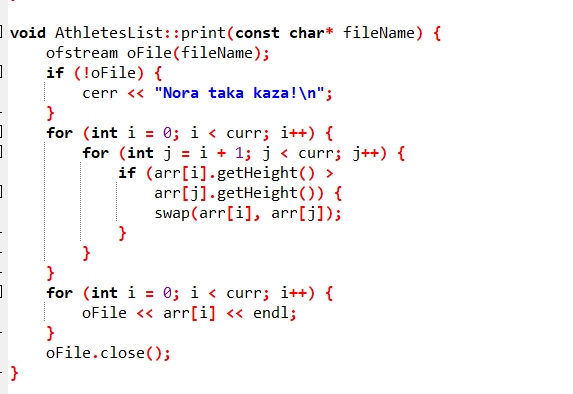 void AthletesList::print(const char* fileName) {
    ofstream oFile(fileName);
    if (!oFile) {
        cerr << "Nora taka kaza!\n";
    }
    for (int i = 0; i < curr; i++) {
        for (int j = i + 1; j < curr; j++) {
            if (arr[i].getHeight() >
                arr[j].getHeight()) {
                swap(arr[i], arr[j]);
            }
        }
    }
    for (int i = 0; i < curr; i++) {
        oFile << arr[i] << endl;
    }
    oFile.close();
}